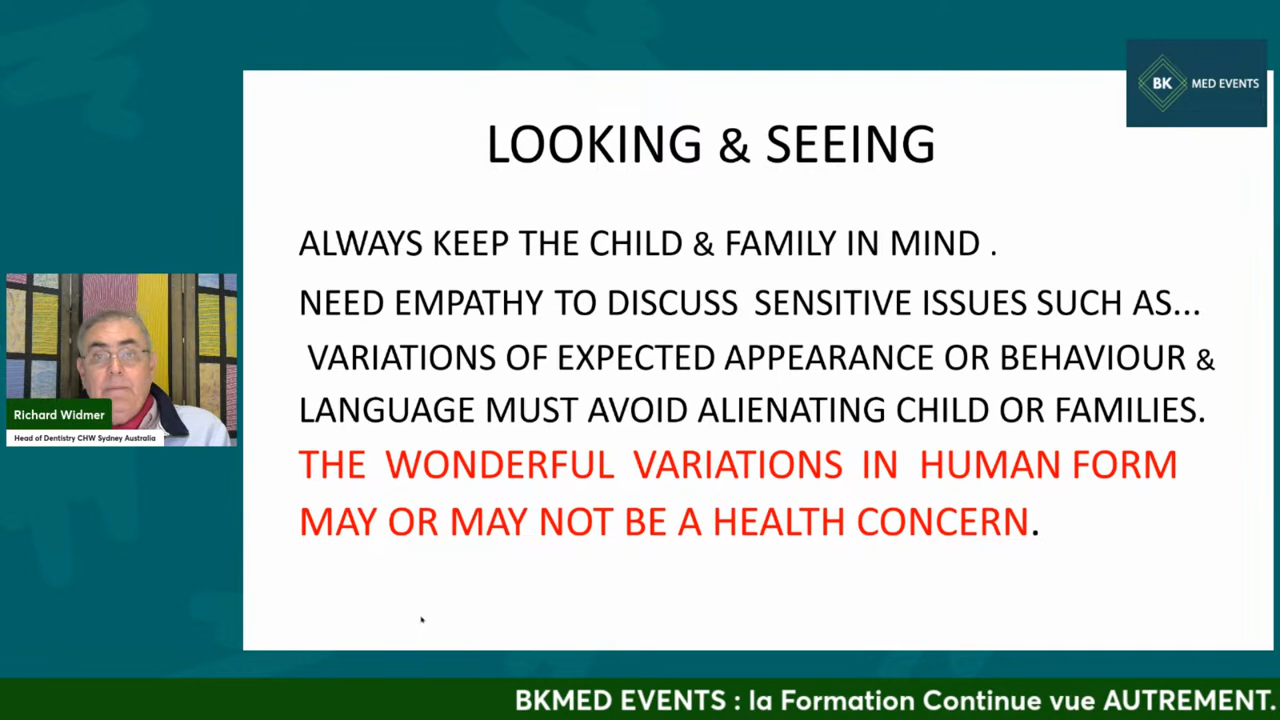 BK MED EVENTS
LOOKING & SEEING
ALWAYS KEEP THE CHILD & FAMILY IN MIND .
NEED EMPATHY TO DISCUSS SENSITIVE ISSUES SUCH AS...
VARIATIONS OF EXPECTED APPEARANCE OR BEHAVIOUR &
LANGUAGE MUST AVOID ALIENATING CHILD OR FAMILIES.
THE WONDERFUL VARIATIONS IN HUMAN FORM
MAY OR MAY NOT BE A HEALTH CONCERN.
Richard Widmer
Head of Dentistry CHW Sydney Australia
BKMED EVENTS : la Formation Continue vue AUTREMENT.